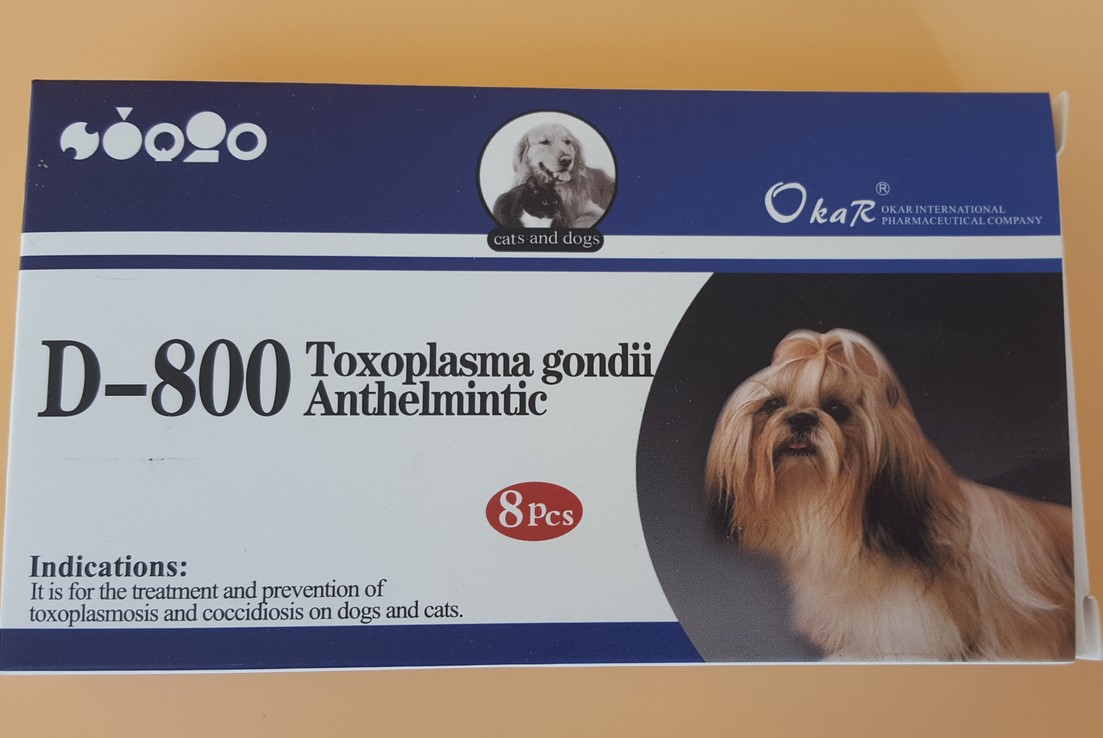 cats and dogs
OkaR ®
OKAR INTERNATIONAL
PHARMACEUTICAL COMPANY
D-800
Toxoplasma gondii
Anthelmintic
8Pcs
Indications:
It is for the treatment and prevention of
toxoplasmosis and coccidiosis on dogs and cats.